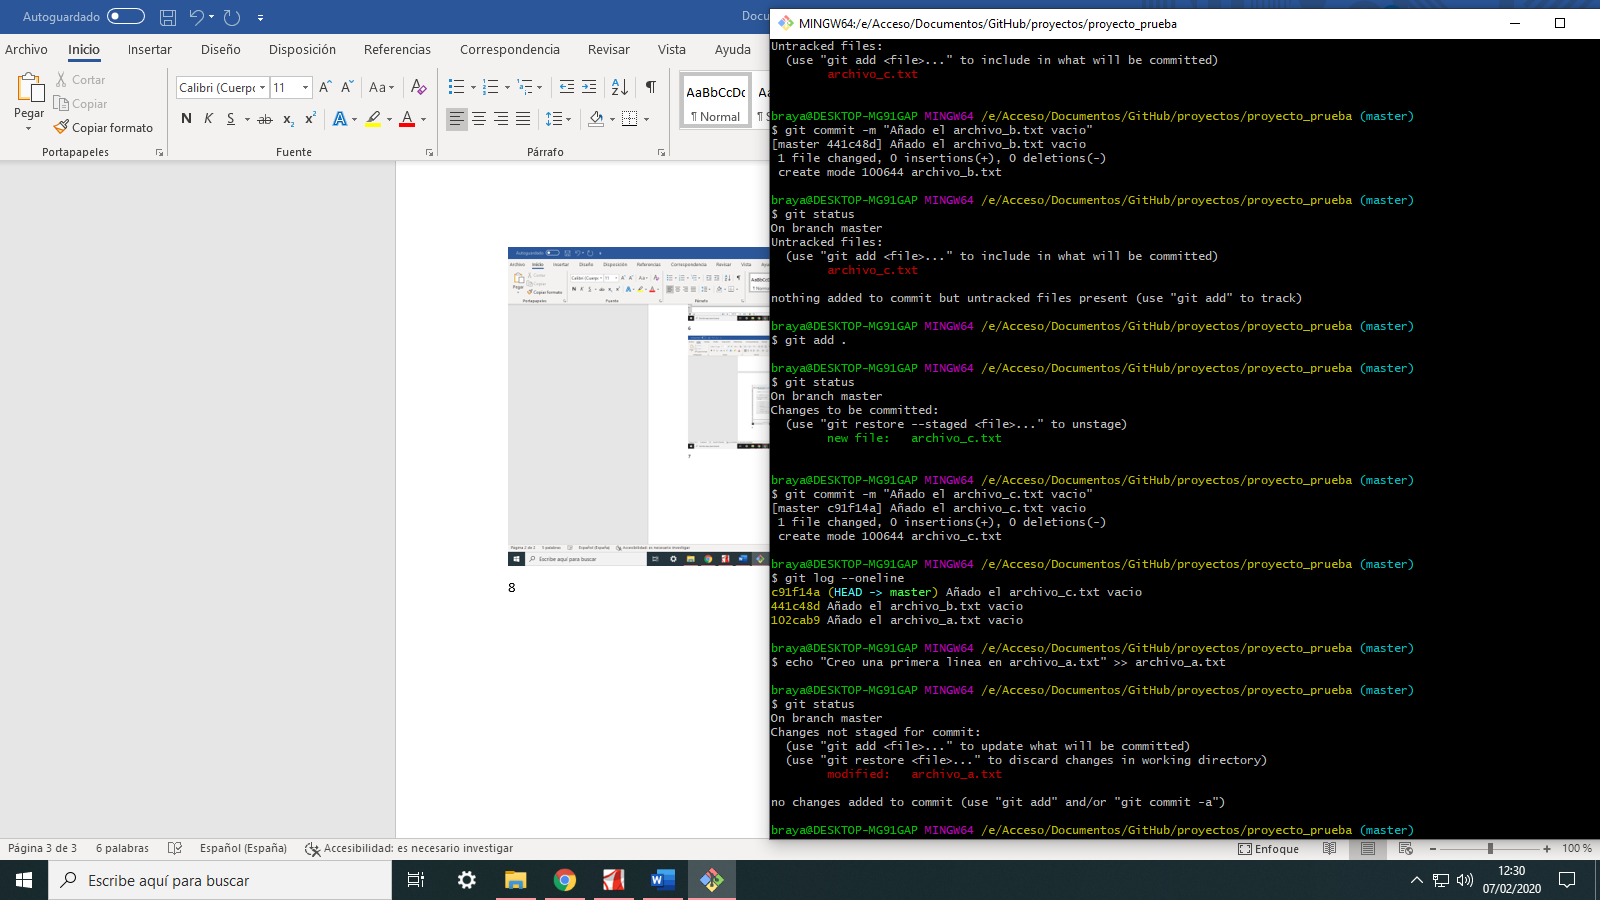 Autoguardado
Docu
Archivo Inicio Insertar Diseño Disposición Referencias Correspondencia Revisar Vista Ayuda
Pegar
Cortar
Copiar
Copiar formato
Portapapeles
Calibri (Cuerpo 11
Aa
N K S ab x₂ x² A A
Fuente
Párrafo
AaBbCcDc
¶ Normal
8
Página 3 de 3 6 palabras Español (España) Accesibilidad: es necesario investigar
Enfoque
100 %
MINGW64:/e/Acceso/Documentos/GitHub/proyectos/proyecto_prueba
Untracked files:
(use "git add <file>..." to include in what will be committed)
archivo_c.txt
braya@DESKTOP-MG91GAP MINGW64 /e/Acceso/Documentos/GitHub/proyectos/proyecto_prueba (master)
$ git commit -m "Añado el archivo_b.txt vacio"
[master 441c48d] Añado el archivo_b.txt vacio
1 file changed, 0 insertions(+), 0 deletions(-)
create mode 100644 archivo_b.txt
braya@DESKTOP-MG91GAP MINGW64 /e/Acceso/Documentos/GitHub/proyectos/proyecto_prueba (master)
$ git status
On branch master
Untracked files:
(use "git add <file>..." to include in what will be committed)
archivo_c.txt
nothing added to commit but untracked files present (use "git add" to track)
braya@DESKTOP-MG91GAP MINGW64 /e/Acceso/Documentos/GitHub/proyectos/proyecto_prueba (master)
$ git add .
braya@DESKTOP-MG91GAP MINGW64 /e/Acceso/Documentos/GitHub/proyectos/proyecto_prueba (master)
$ git status
On branch master
Changes to be committed:
(use "git restore --staged <file>..." to unstage)
new file: archivo_c.txt
braya@DESKTOP-MG91GAP MINGW64 /e/Acceso/Documentos/GitHub/proyectos/proyecto_prueba (master)
$ git commit -m "Añado el archivo_c.txt vacio"
[master c91f14a] Añado el archivo_c.txt vacio
1 file changed, 0 insertions(+), 0 deletions(-)
create mode 100644 archivo_c.txt
braya@DESKTOP-MG91GAP MINGW64 /e/Acceso/Documentos/GitHub/proyectos/proyecto_prueba (master)
$ git log --oneline
c91f14a (HEAD -> master) Añado el archivo_c.txt vacio
441c48d Añado el archivo_b.txt vacio
102cab9 Añado el archivo_a.txt vacio
braya@DESKTOP-MG91GAP MINGW64 /e/Acceso/Documentos/GitHub/proyectos/proyecto_prueba (master)
$ echo "Creo una primera linea en archivo_a.txt" >> archivo_a.txt
braya@DESKTOP-MG91GAP MINGW64 /e/Acceso/Documentos/GitHub/proyectos/proyecto_prueba (master)
$ git status
On branch master
Changes not staged for commit:
(use "git add <file>..." to update what will be committed)
(use "git restore <file>..." to discard changes in working directory)
modified: archivo_a.txt
no changes added to commit (use "git add" and/or "git commit -a")
braya@DESKTOP-MG91GAP MINGW64 /e/Acceso/Documentos/GitHub/proyectos/proyecto_prueba (master)
Escribe aquí para buscar
12:30
07/02/2020